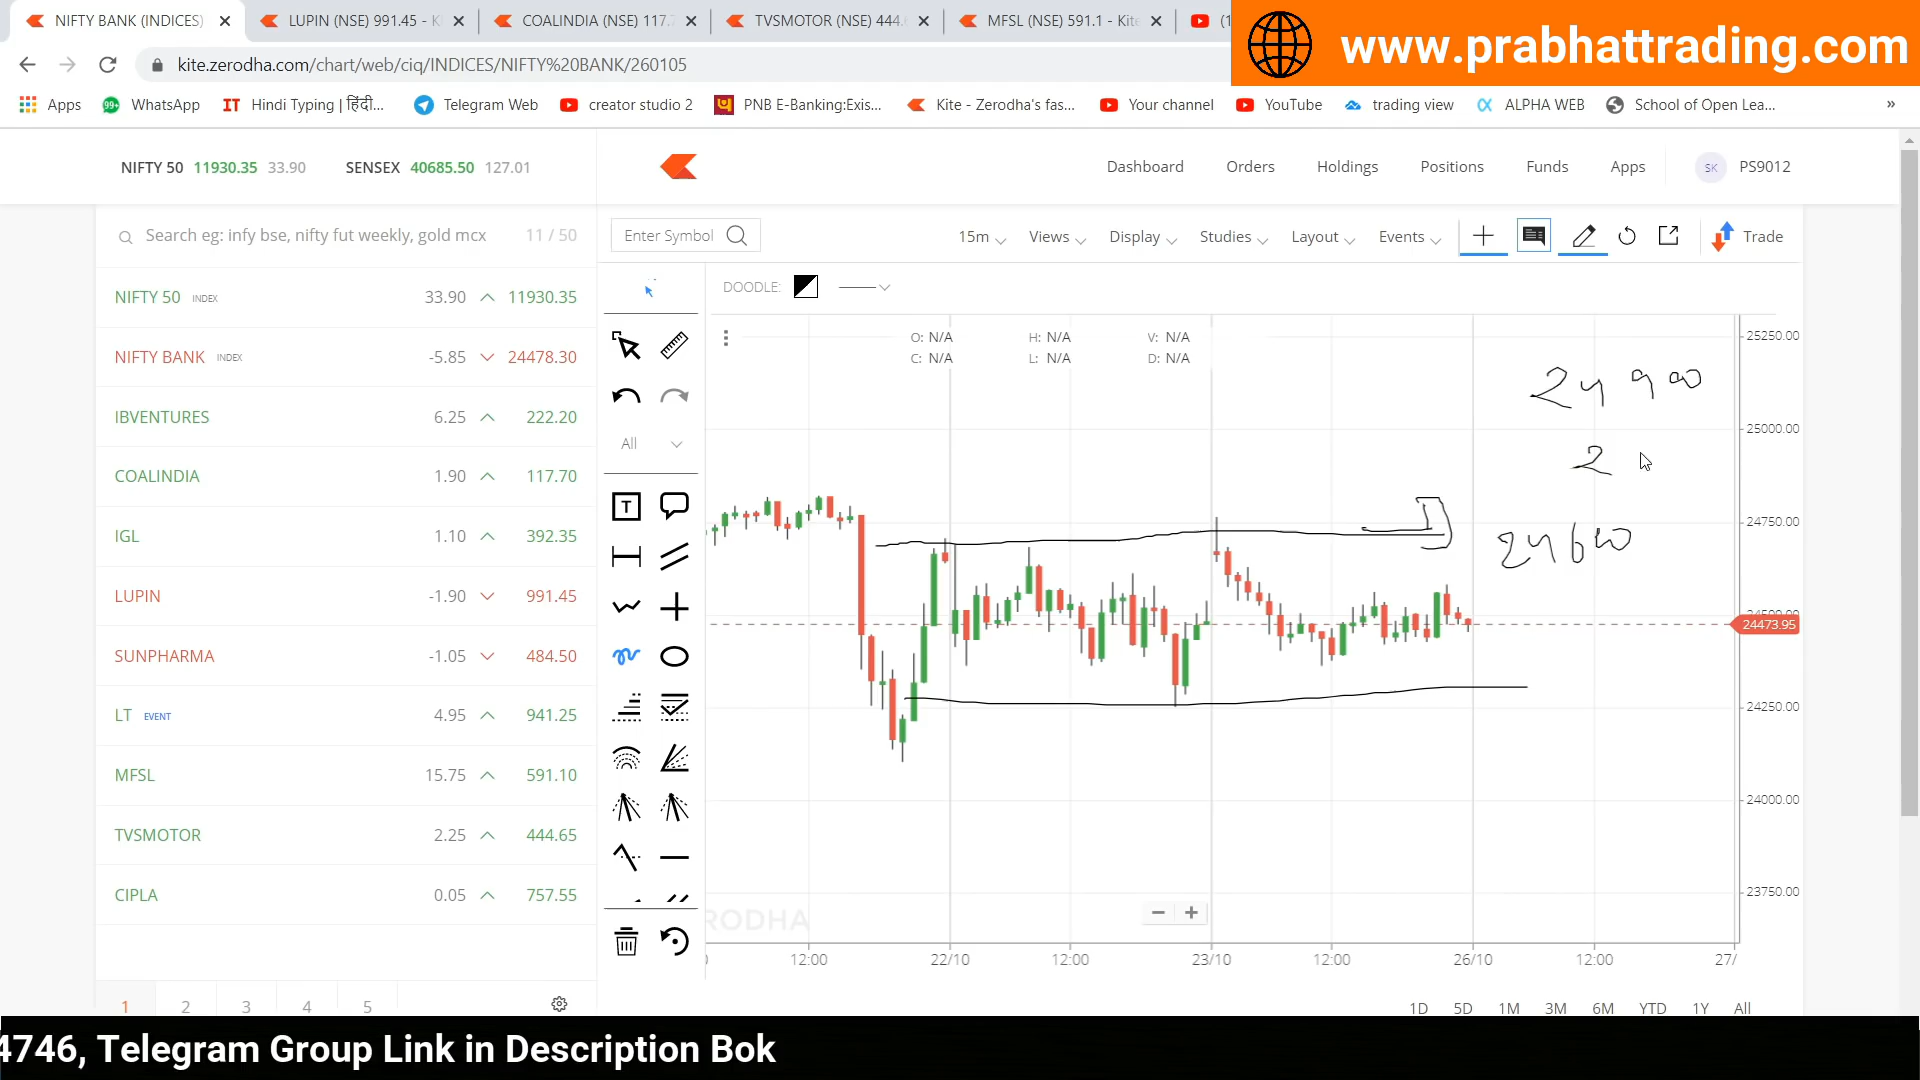 NIFTY BANK (INDICES)
LUPIN (NSE) 991.45 - K
COALINDIA (NSE) 117.7
TVSMOTOR (NSE) 444.
MFSL (NSE) 591.1 - Kite
(1
www.prabhattrading.com
kite.zerodha.com/chart/web/ciq/INDICES/NIFTY%20BANK/260105
Apps
99+
WhatsApp
IT
Hindi Typing | हिंदी...
Telegram Web
creator studio 2
PNB E-Banking:Exis...
Kite - Zerodha's fas...
Your channel
YouTube
trading view
ALPHA WEB
School of Open Lea...
»
NIFTY 50 11930.35 33.90
SENSEX 40685.50 127.01
Dashboard
Orders
Holdings
Positions
Funds
Apps
SK
PS9012
Search eg: infy bse, nifty fut weekly, gold mcx
11 / 50
Enter Symbol
15m
Views
Display
Studies
Layout
Events
Trade
DOODLE:
NIFTY 50 INDEX 33.90 11930.35
NIFTY BANK INDEX -5.85 24478.30
IBVENTURES 6.25 222.20
COALINDIA 1.90 117.70
IGL 1.10 392.35
LUPIN -1.90 991.45
SUNPHARMA -1.05 484.50
LT EVENT 4.95 941.25
MFSL 15.75 591.10
TVSMOTOR 2.25 444.65
CIPLA 0.05 757.55
1 2 3 4 5
All
T
O: N/A H: N/A V: N/A
C: N/A L: N/A D: N/A
24 900
2
24600
25250.00
25000.00
24750.00
24500.00
24473.95
24250.00
24000.00
23750.00
ERODHA
12:00 22/10 12:00 23/10 12:00 26/10 12:00 27/
1D 5D 1M 3M 6M YTD 1Y All
4746, Telegram Group Link in Description Bok